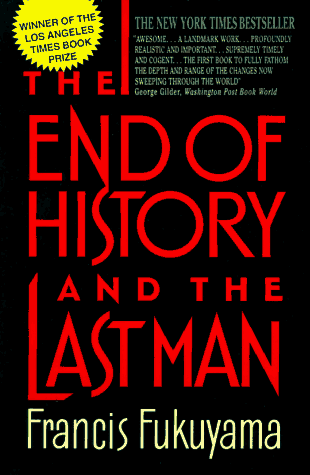 WINNER OF THE
LOS ANGELES
TIMES BOOK
PRIZE
THE NEW YORK TIMES BESTSELLER
"AWESOME. . . A LANDMARK WORK. . . PROFOUNDLY
REALISTIC AND IMPORTANT. . . SUPREMELY TIMELY
AND COGENT. . . THE FIRST BOOK TO FULLY FATHOM
THE DEPTH AND RANGE OF THE CHANGES NOW
SWEEPING THROUGH THE WORLD"
George Gilder, Washington Post Book World
THE
END OF
HISTORY
AND THE
LAST MAN
Francis Fukuyama